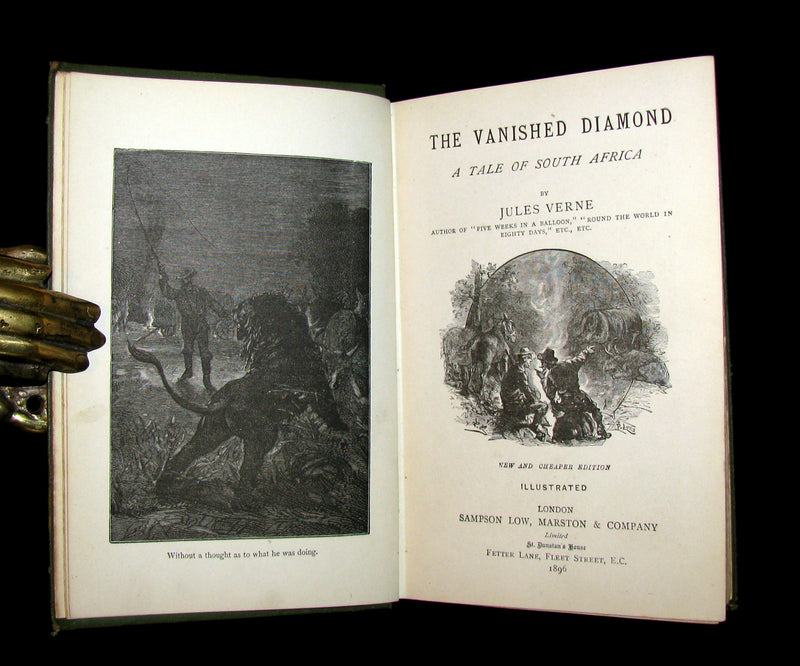 Without a thought as to what he was doing.
THE VANISHED DIAMOND
A TALE OF SOUTH AFRICA
BY
JULES VERNE
AUTHOR OF "FIVE WEEKS IN A BALLOON," "ROUND THE WORLD IN
EIGHTY DAYS," ETC., ETC.
NEW AND CHEAPER EDITION
ILLUSTRATED
LONDON
SAMPSON LOW, MARSTON & COMPANY
Limited
St. Dunstan's House
FETTER LANE, FLEET STREET, E.C.
1896